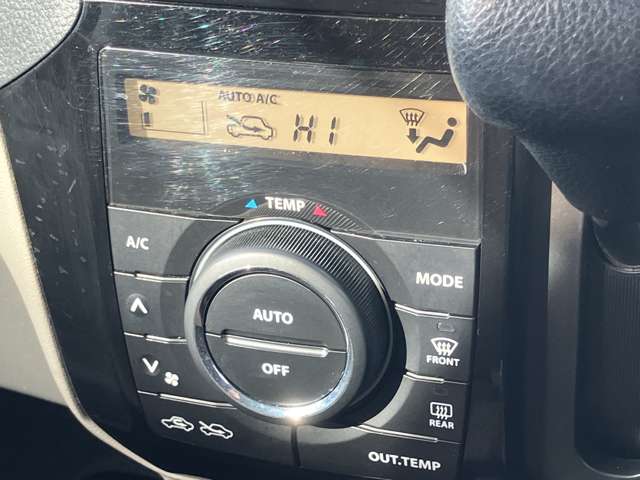 AUTO A/C
HI
TEMP
A/C
MODE
AUTO
OFF
FRONT
REAR
OUT.TEMP